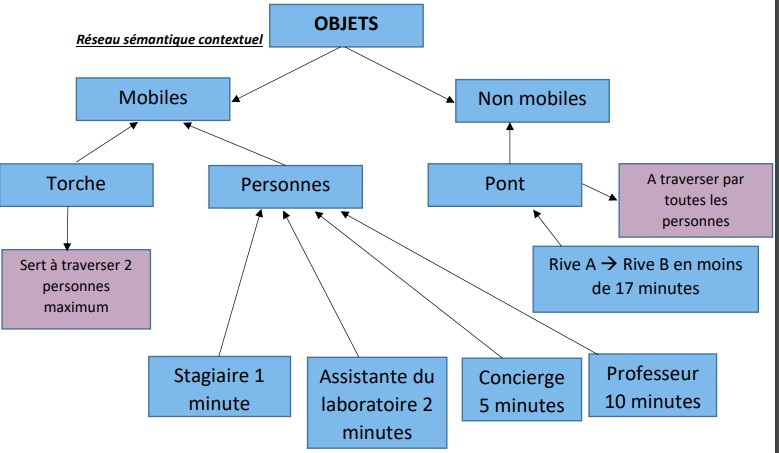 OBJETS
Réseau sémantique contextuel
Mobiles
Non mobiles
Torche
Personnes
Pont
A traverser par
toutes les
personnes
Sert à traverser 2
personnes
maximum
Rive A → Rive B en moins
de 17 minutes
Stagiaire 1
minute
Assistante du
laboratoire 2
minutes
Concierge
5 minutes
Professeur
10 minutes